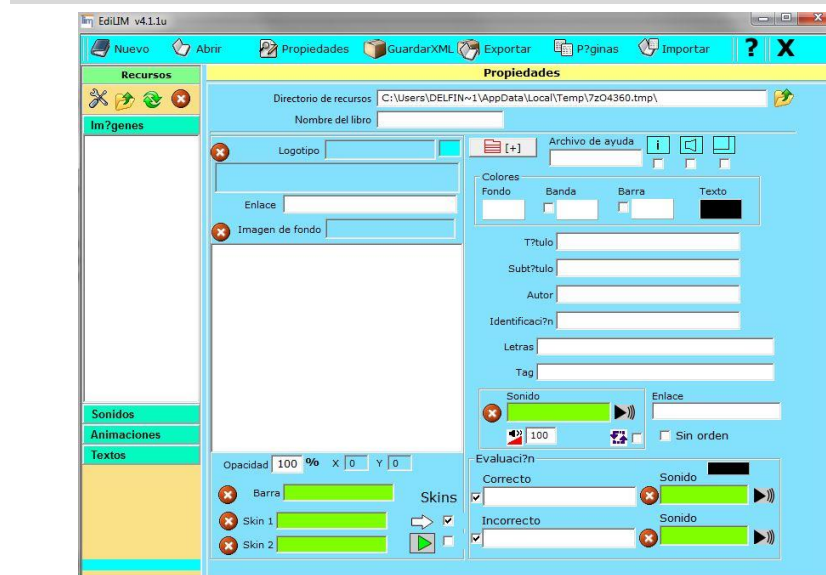 EdiLIM v4.1.1u
Nuevo Abrir Propiedades GuardarXML Exportar P?ginas Importar ? X
Recursos
Propiedades
Directorio de recursos C:\Users\DELFIN~1\AppData\Local\Temp\7zO4360.tmp\
Nombre del libro
Im?genes
Logotipo
[+]
Archivo de ayuda
i
Colores
Fondo Banda Barra Texto
Enlace
Imagen de fondo
T?tulo
Subt?tulo
Autor
Identificaci?n
Letras
Tag
Sonido
Enlace
100
Sin orden
Sonidos
Animaciones
Textos
Opacidad 100 % X 0 Y 0
Barra
Skins
Skin 1
Skin 2
Evaluaci?n
Correcto
Sonido
Incorrecto
Sonido